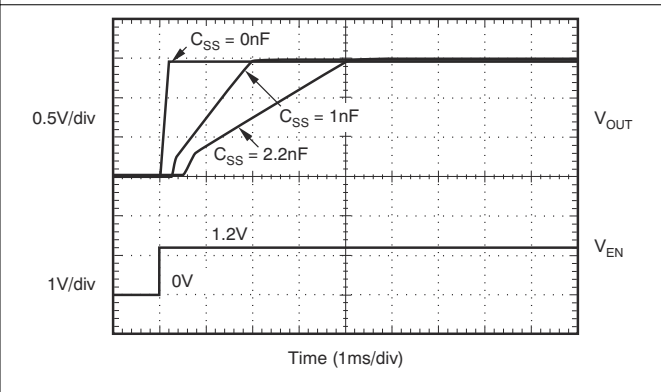 C_SS = 0nF
0.5V/div
C_SS = 1nF
V_OUT
C_SS = 2.2nF
1.2V
V_EN
1V/div
0V
Time (1ms/div)